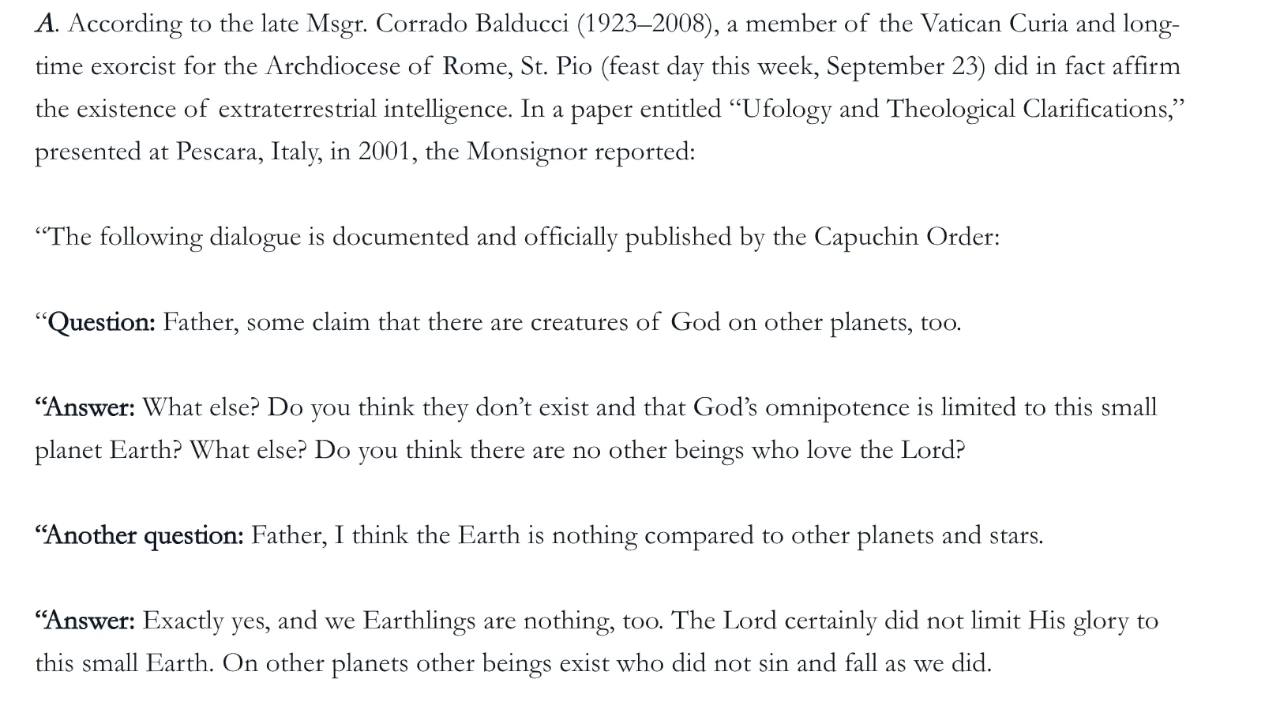 A. According to the late Msgr. Corrado Balducci (1923–2008), a member of the Vatican Curia and long-
time exorcist for the Archdiocese of Rome, St. Pio (feast day this week, September 23) did in fact affirm
the existence of extraterrestrial intelligence. In a paper entitled “Ufology and Theological Clarifications,”
presented at Pescara, Italy, in 2001, the Monsignor reported:
“The following dialogue is documented and officially published by the Capuchin Order:
“Question: Father, some claim that there are creatures of God on other planets, too.
“Answer: What else? Do you think they don’t exist and that God’s omnipotence is limited to this small
planet Earth? What else? Do you think there are no other beings who love the Lord?
“Another question: Father, I think the Earth is nothing compared to other planets and stars.
“Answer: Exactly yes, and we Earthlings are nothing, too. The Lord certainly did not limit His glory to
this small Earth. On other planets other beings exist who did not sin and fall as we did.